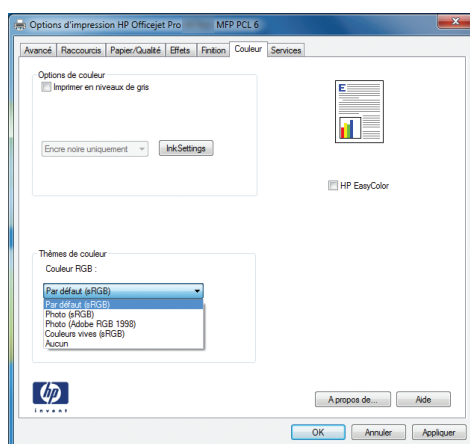 Options d'impression HP Officejet Pro MFP PCL 6
Avancé Raccourcis Papier/Qualité Effets Finition Couleur Services
Options de couleur
Imprimer en niveaux de gris
Encre noire uniquement InkSettings
E
HP EasyColor
Thèmes de couleur
Couleur RGB :
Par défaut (sRGB)
Par défaut (sRGB)
Photo (sRGB)
Photo (Adobe RGB 1998)
Couleurs vives (sRGB)
Aucun
hp
invent
A propos de... Aide
OK Annuler Appliquer